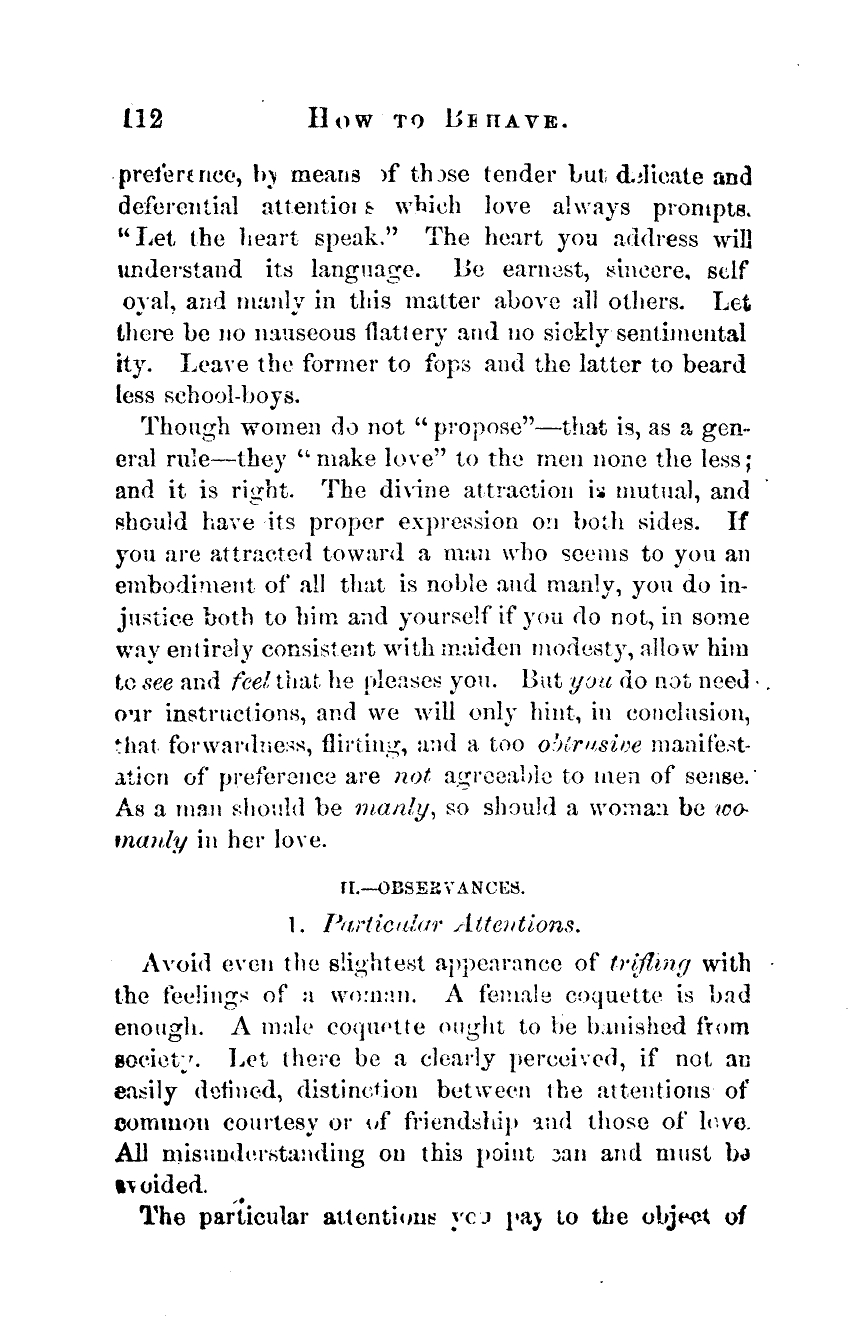 112 HOW TO BEHAVE.
preference, by means of those tender but delicate and
deferential attentions which love always prompts.
“Let the heart speak.” The heart you address will
understand its language. Be earnest, sincere, self
oyal, and manly in this matter above all others. Let
there be no nauseous flattery and no sickly sentimental
ity. Leave the former to fops and the latter to beard
less school-boys.
Though women do not “propose”—that is, as a gen-
eral rule—they “make love” to the men none the less;
and it is right. The divine attraction is mutual, and
should have its proper expression on both sides. If
you are attracted toward a man who seems to you an
embodiment of all that is noble and manly, you do in-
justice both to him and yourself if you do not, in some
way entirely consistent with maiden modesty, allow him
to see and feel that he pleases you. But you do not need
our instructions, and we will only hint, in conclusion,
that forwardness, flirting, and a too obtrusive manifest-
ation of preference are not agreeable to men of sense.
As a man should be manly, so should a woman be wo-
manly in her love.
II.—OBSERVANCES.
1. Particular Attentions.
Avoid even the slightest appearance of trifling with
the feelings of a woman. A female coquette is bad
enough. A male coquette ought to be banished from
society. Let there be a clearly perceived, if not an
easily defined, distinction between the attentions of
common courtesy or of friendship and those of love.
All misunderstanding on this point can and must be
avoided.
The particular attentions you pay to the object of